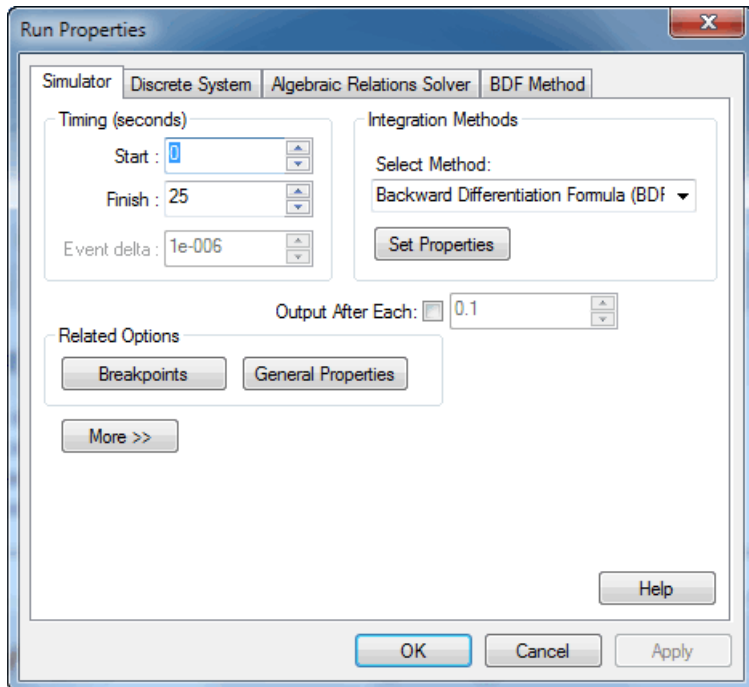 Run Properties
Simulator Discrete System Algebraic Relations Solver BDF Method
Timing (seconds)
Start : 0
Finish : 25
Event delta : 1e-006
Integration Methods
Select Method:
Backward Differentiation Formula (BDF
Set Properties
Output After Each: 0.1
Related Options
Breakpoints General Properties
More >>
Help
OK Cancel Apply